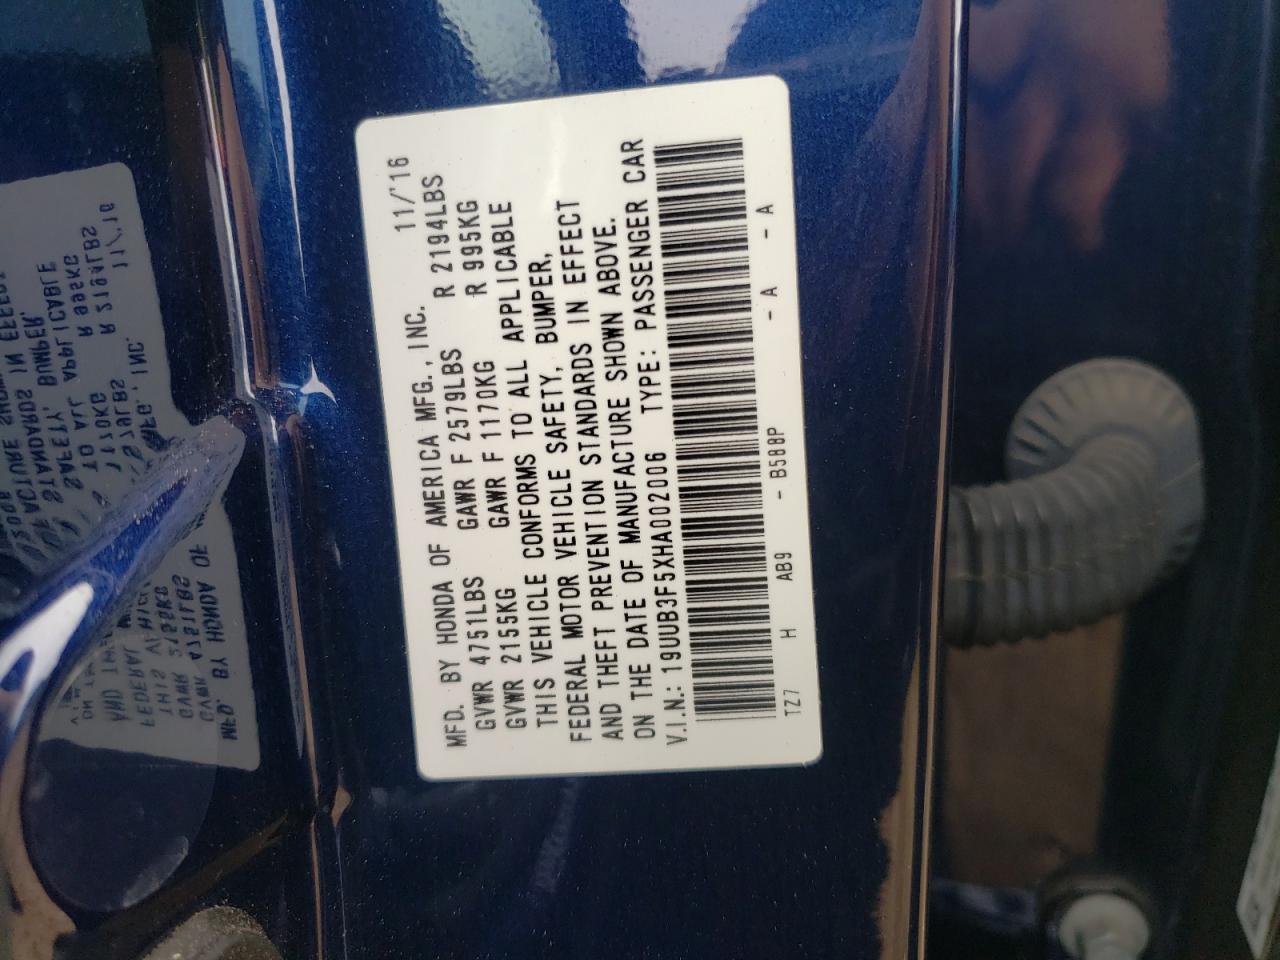 MFD. BY HONDA OF AMERICA MFG., INC. 11/'16
GVWR 4751LBS GAWR F 2579LBS R 2194LBS
GVWR 2155KG GAWR F 1170KG R 995KG
THIS VEHICLE CONFORMS TO ALL APPLICABLE
FEDERAL MOTOR VEHICLE SAFETY, BUMPER,
AND THEFT PREVENTION STANDARDS IN EFFECT
ON THE DATE OF MANUFACTURE SHOWN ABOVE.
V.I.N.: 19UUB3F5XHA002006 TYPE: PASSENGER CAR
TZ7 H AB9 - B588P - A - A